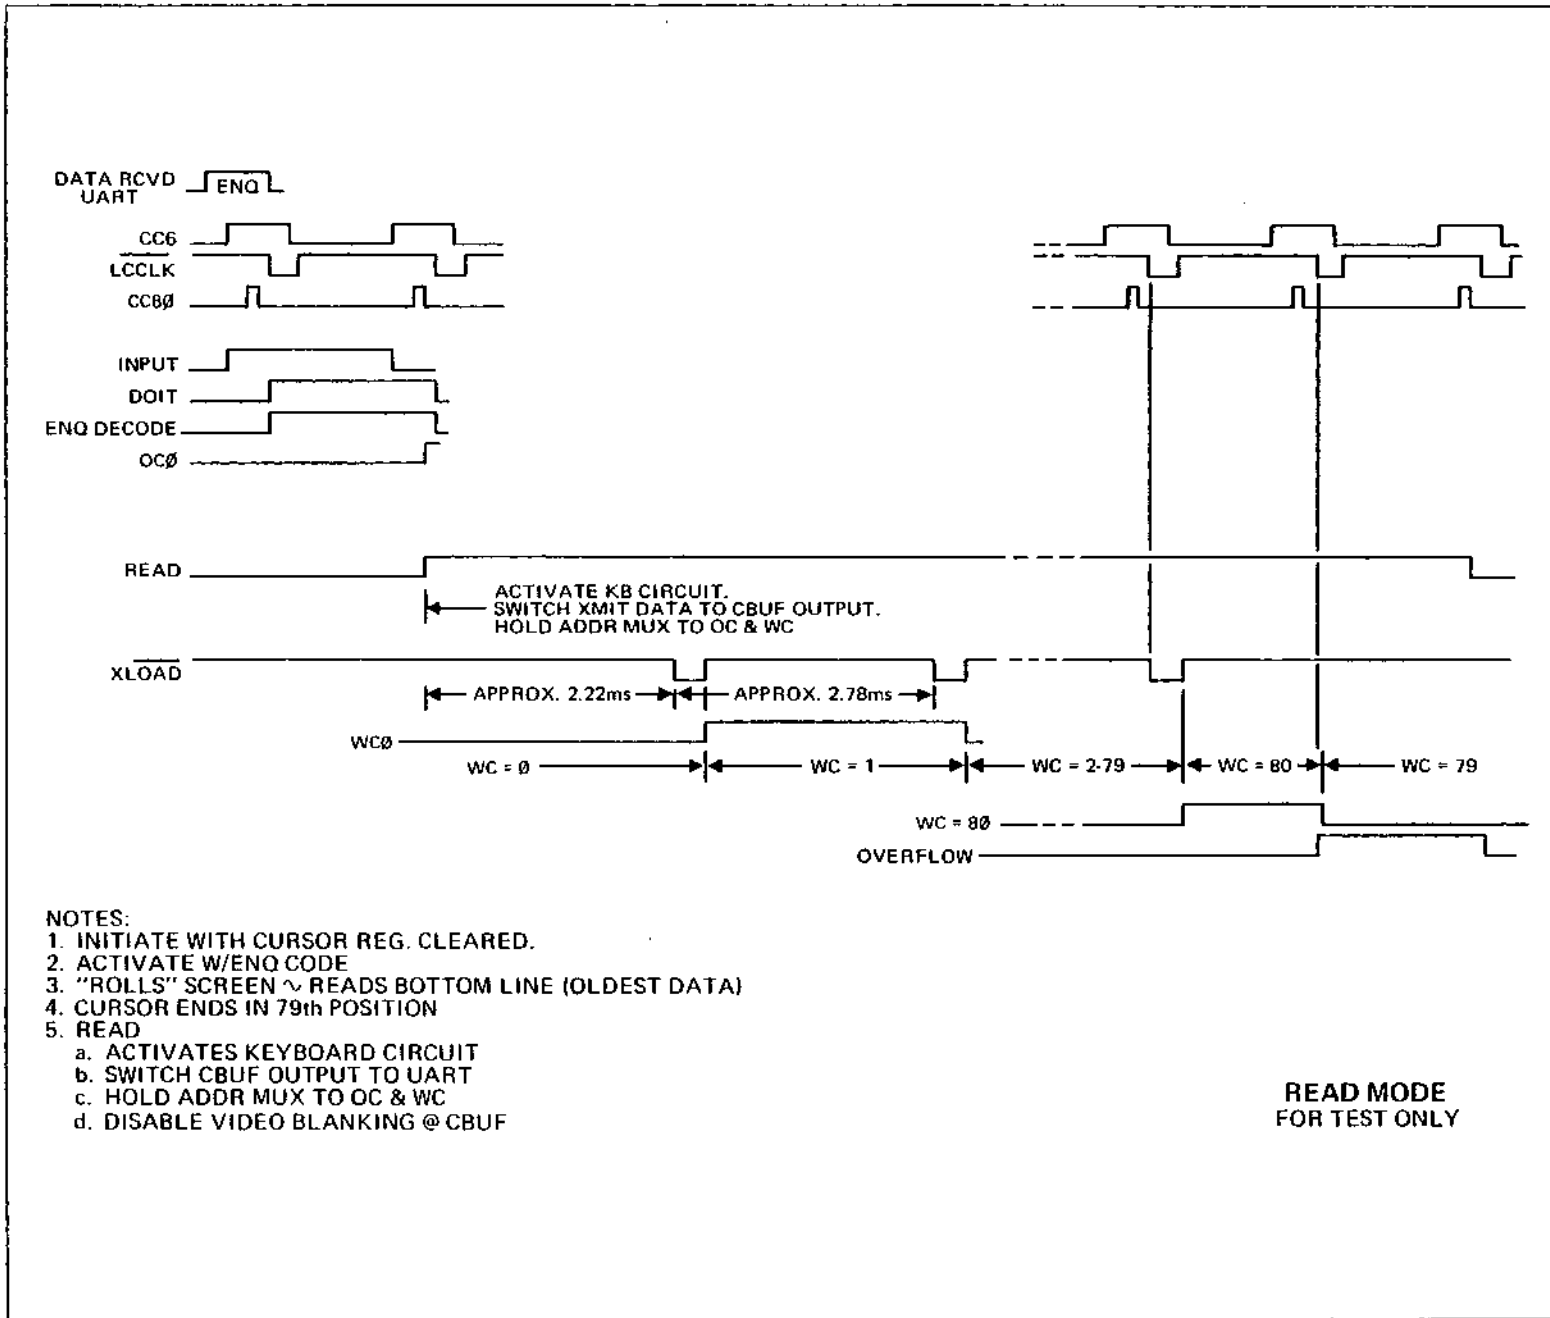 DATA RCVD
UART
ENQ
CC6
LCCLK
CC8Ø
INPUT
DOIT
ENQ DECODE
OCØ
READ
ACTIVATE KB CIRCUIT.
SWITCH XMIT DATA TO CBUF OUTPUT.
HOLD ADDR MUX TO OC & WC
XLOAD
APPROX. 2.22ms
APPROX. 2.78ms
WCØ
WC = Ø
WC = 1
WC = 2-79
WC = 80
WC = 79
WC = 8Ø
OVERFLOW
NOTES:
1. INITIATE WITH CURSOR REG. CLEARED.
2. ACTIVATE W/ENQ CODE
3. "ROLLS" SCREEN ∿ READS BOTTOM LINE (OLDEST DATA)
4. CURSOR ENDS IN 79th POSITION
5. READ
a. ACTIVATES KEYBOARD CIRCUIT
b. SWITCH CBUF OUTPUT TO UART
c. HOLD ADDR MUX TO OC & WC
d. DISABLE VIDEO BLANKING @ CBUF
READ MODE
FOR TEST ONLY